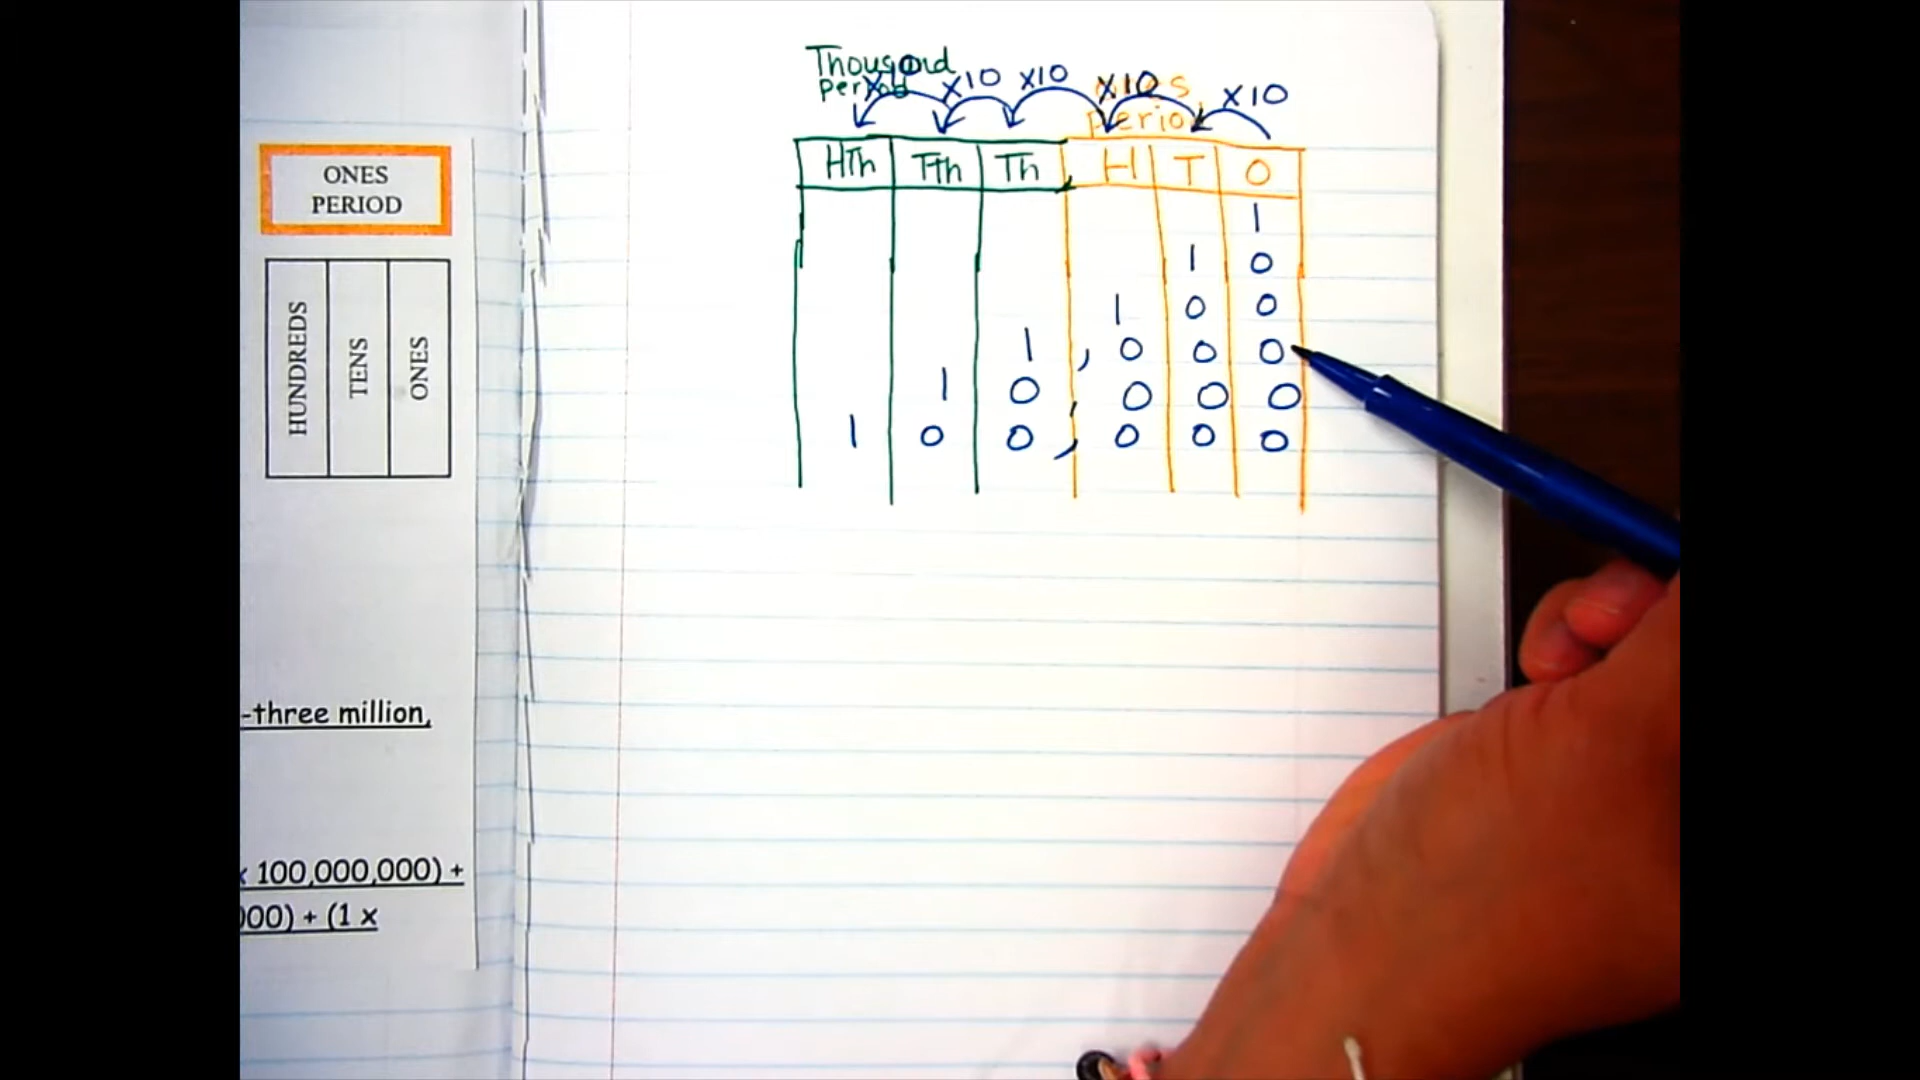 ONES
PERIOD
HUNDREDS
TENS
ONES
-three million,
x 100,000,000) +
000) + (1 x
Thousand
period
ones
period
x10 x10 x10 x10 x10
HTh TTh Th H T O
1
1 0
1 0 0
1 , 0 0 0
1 0 , 0 0 0
1 0 0 , 0 0 0